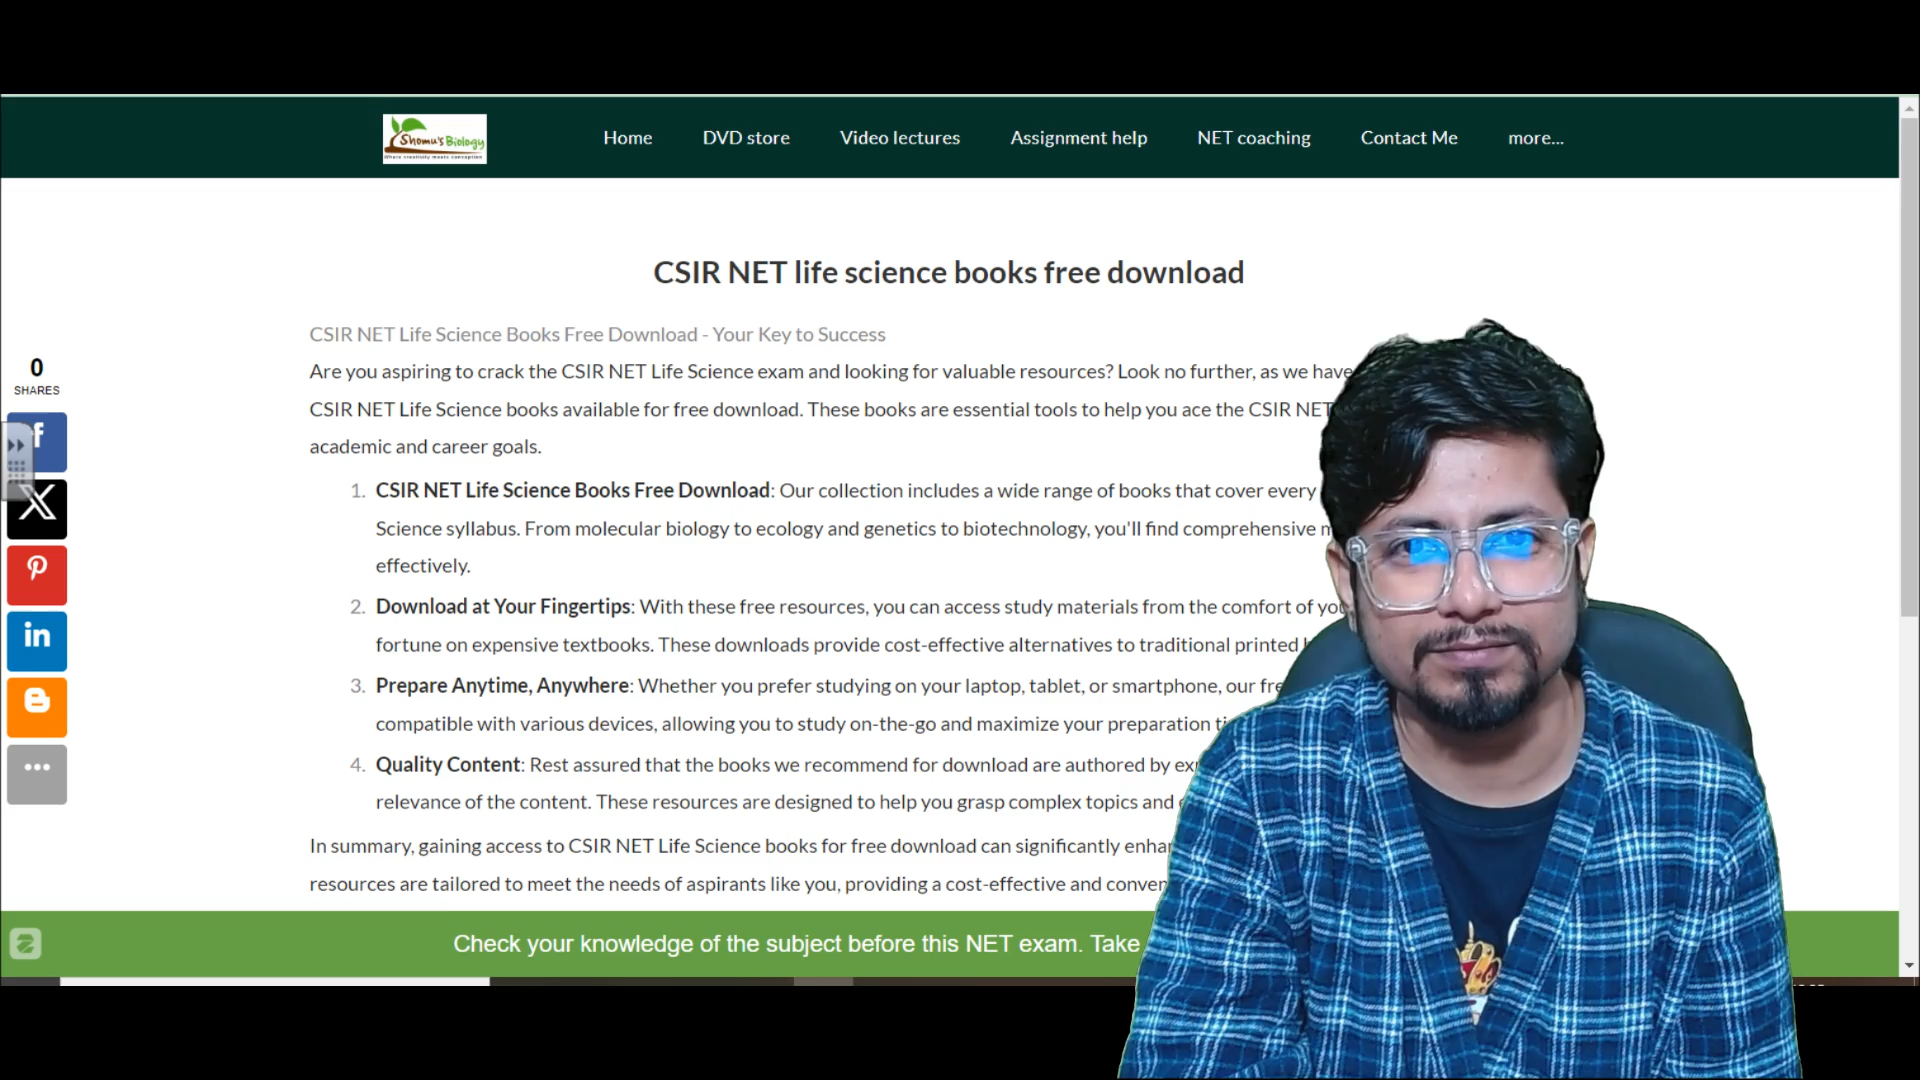 Shomu's Biology
Where creativity meets conception
Home DVD store Video lectures Assignment help NET coaching Contact Me more...
CSIR NET life science books free download
CSIR NET Life Science Books Free Download - Your Key to Success
Are you aspiring to crack the CSIR NET Life Science exam and looking for valuable resources? Look no further, as we have
CSIR NET Life Science books available for free download. These books are essential tools to help you ace the CSIR NET
academic and career goals.
1. CSIR NET Life Science Books Free Download: Our collection includes a wide range of books that cover every
Science syllabus. From molecular biology to ecology and genetics to biotechnology, you'll find comprehensive
effectively.
2. Download at Your Fingertips: With these free resources, you can access study materials from the comfort of
fortune on expensive textbooks. These downloads provide cost-effective alternatives to traditional printed
3. Prepare Anytime, Anywhere: Whether you prefer studying on your laptop, tablet, or smartphone, our
compatible with various devices, allowing you to study on-the-go and maximize your preparation
4. Quality Content: Rest assured that the books we recommend for download are authored by
relevance of the content. These resources are designed to help you grasp complex topics and
In summary, gaining access to CSIR NET Life Science books for free download can significantly
resources are tailored to meet the needs of aspirants like you, providing a cost-effective and
0
SHARES
Check your knowledge of the subject before this NET exam. Take